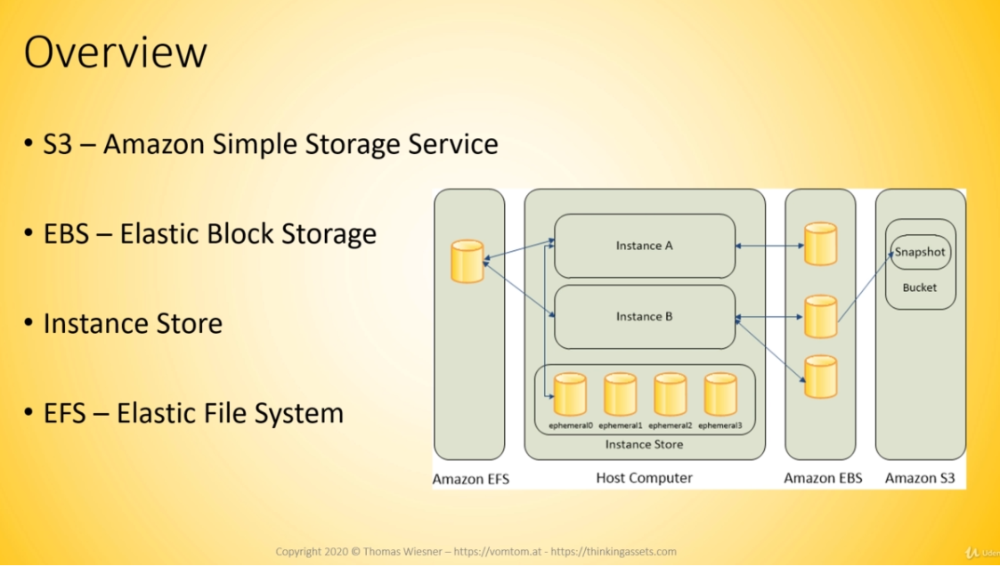 Overview
• S3 – Amazon Simple Storage Service
• EBS – Elastic Block Storage
• Instance Store
• EFS – Elastic File System
Instance A
Instance B
ephemeral0 ephemeral1 ephemeral2 ephemeral3
Instance Store
Snapshot
Bucket
Amazon EFS
Host Computer
Amazon EBS
Amazon S3
Copyright 2020 © Thomas Wiesner – https://vomtom.at - https://thinkingassets.com